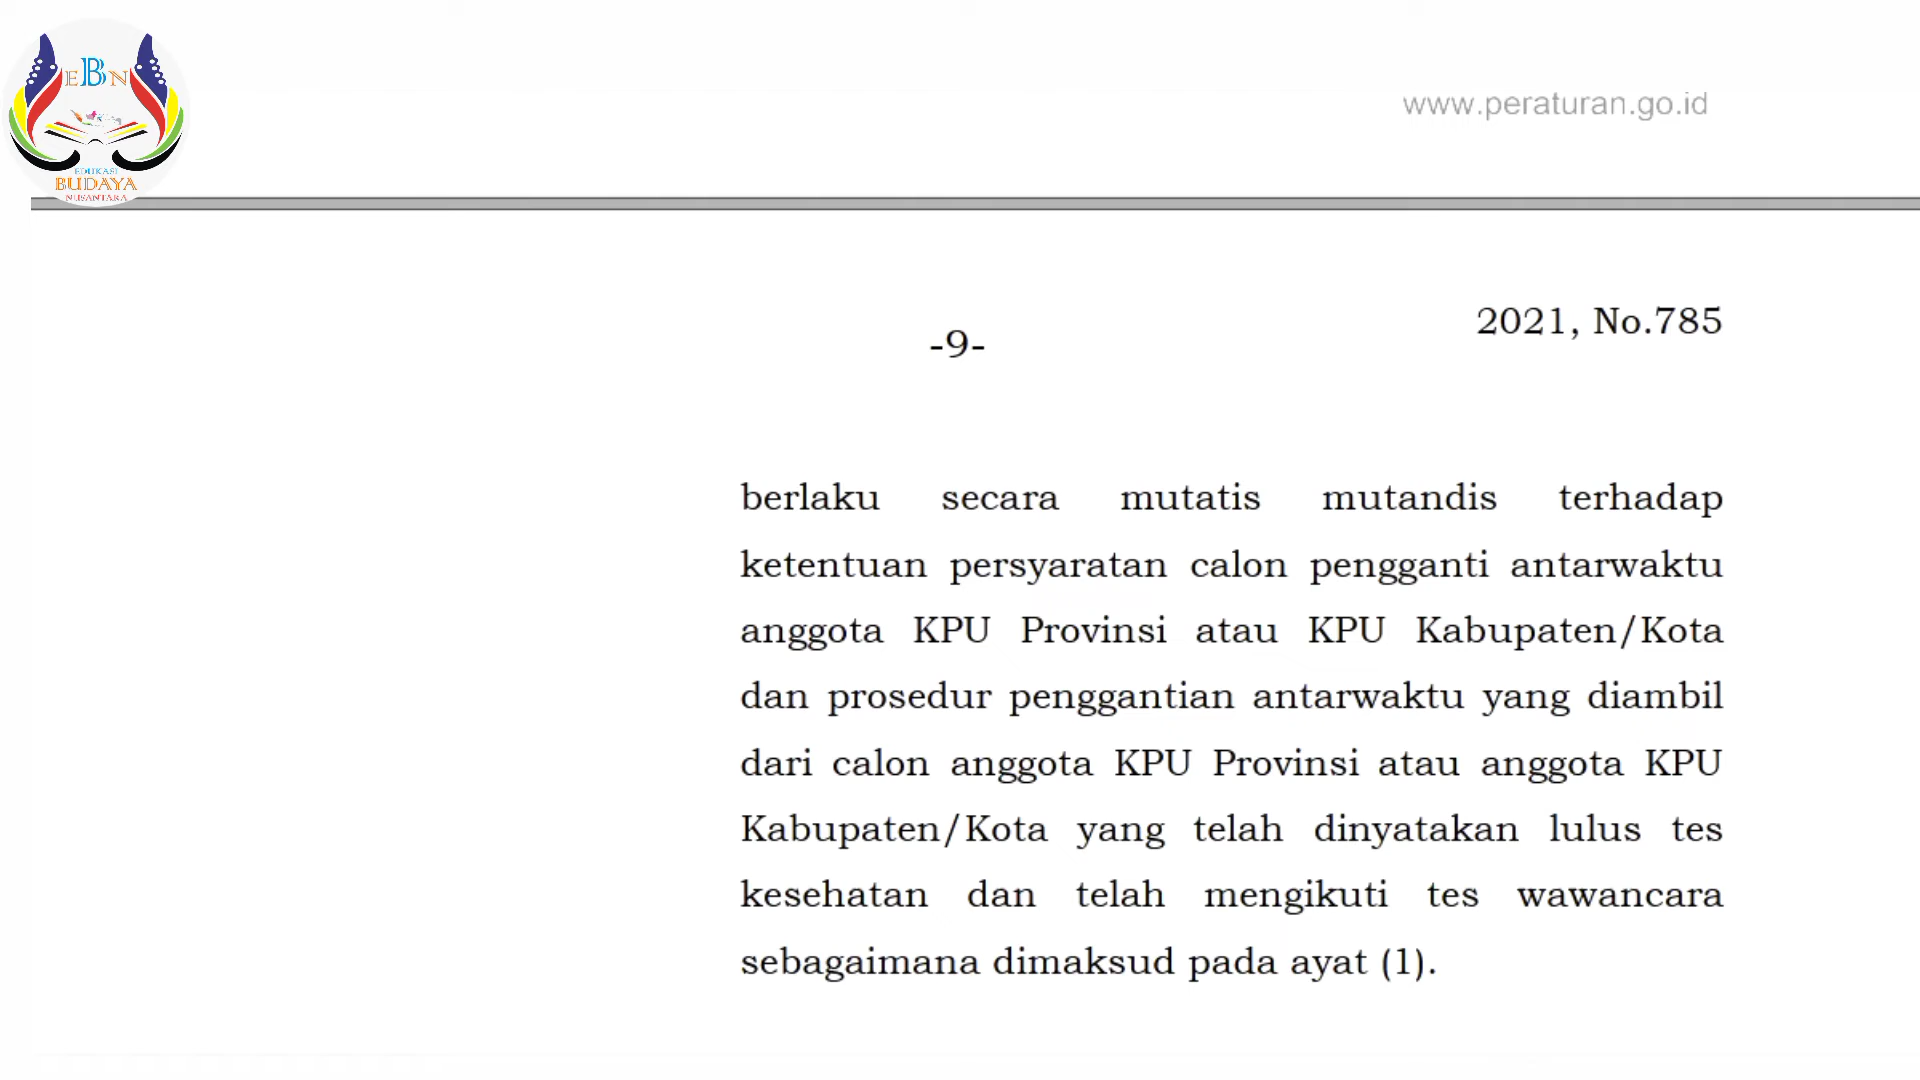 EBN
EDUKASI
BUDAYA
NUSANTARA
www.peraturan.go.id
2021, No.785
-9-
berlaku secara mutatis mutandis terhadap
ketentuan persyaratan calon pengganti antarwaktu
anggota KPU Provinsi atau KPU Kabupaten/Kota
dan prosedur penggantian antarwaktu yang diambil
dari calon anggota KPU Provinsi atau anggota KPU
Kabupaten/Kota yang telah dinyatakan lulus tes
kesehatan dan telah mengikuti tes wawancara
sebagaimana dimaksud pada ayat (1).